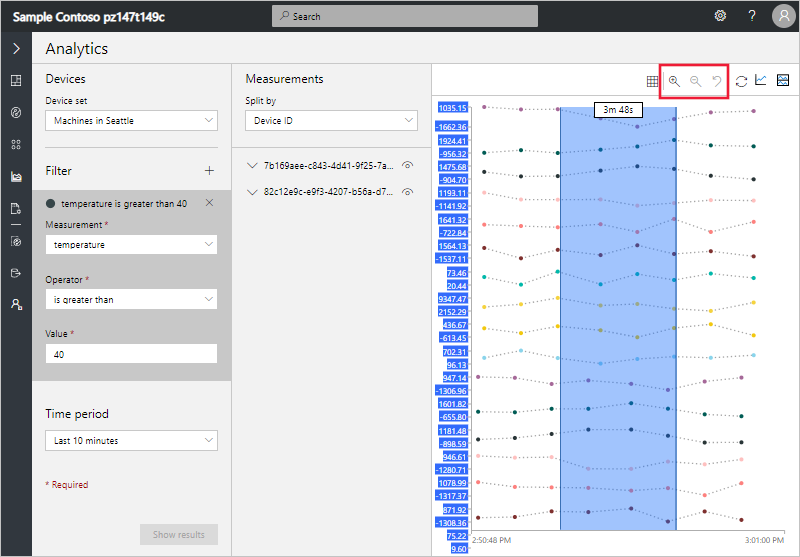 Sample Contoso pz147t149c
Search
?
Analytics
Devices
Device set
Machines in Seattle
Filter
temperature is greater than 40
Measurement *
temperature
Operator *
is greater than
Value *
40
Time period
Last 10 minutes
* Required
Show results
Measurements
Split by
Device ID
7b169aee-c843-4d41-9f25-7a...
82c12e9c-e9f3-4207-b56a-d7...
3m 48s
1035.15
-1662.36
1924.41
-956.32
1475.68
-904.70
1193.11
-1141.92
1641.32
-722.84
1564.13
-1537.11
73.46
20.44
9347.47
2152.29
436.67
-613.45
702.31
96.13
947.14
-1306.96
1601.82
-655.80
1181.48
-898.59
946.61
-1280.71
1078.99
-1317.37
871.92
-1308.36
75.22
9.60
2:50:48 PM
3:01:00 PM